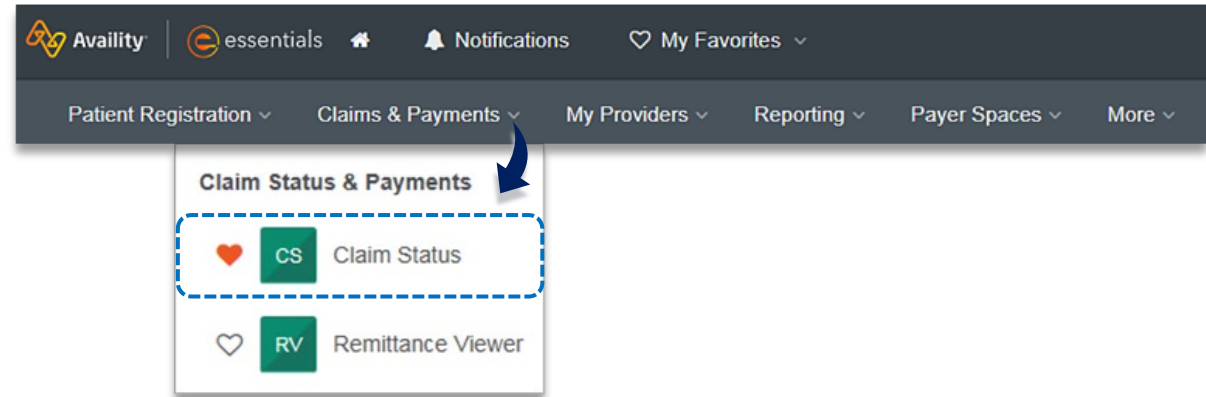 Availity essentials Notifications My Favorites
Patient Registration Claims & Payments My Providers Reporting Payer Spaces More
Claim Status & Payments
CS Claim Status
RV Remittance Viewer